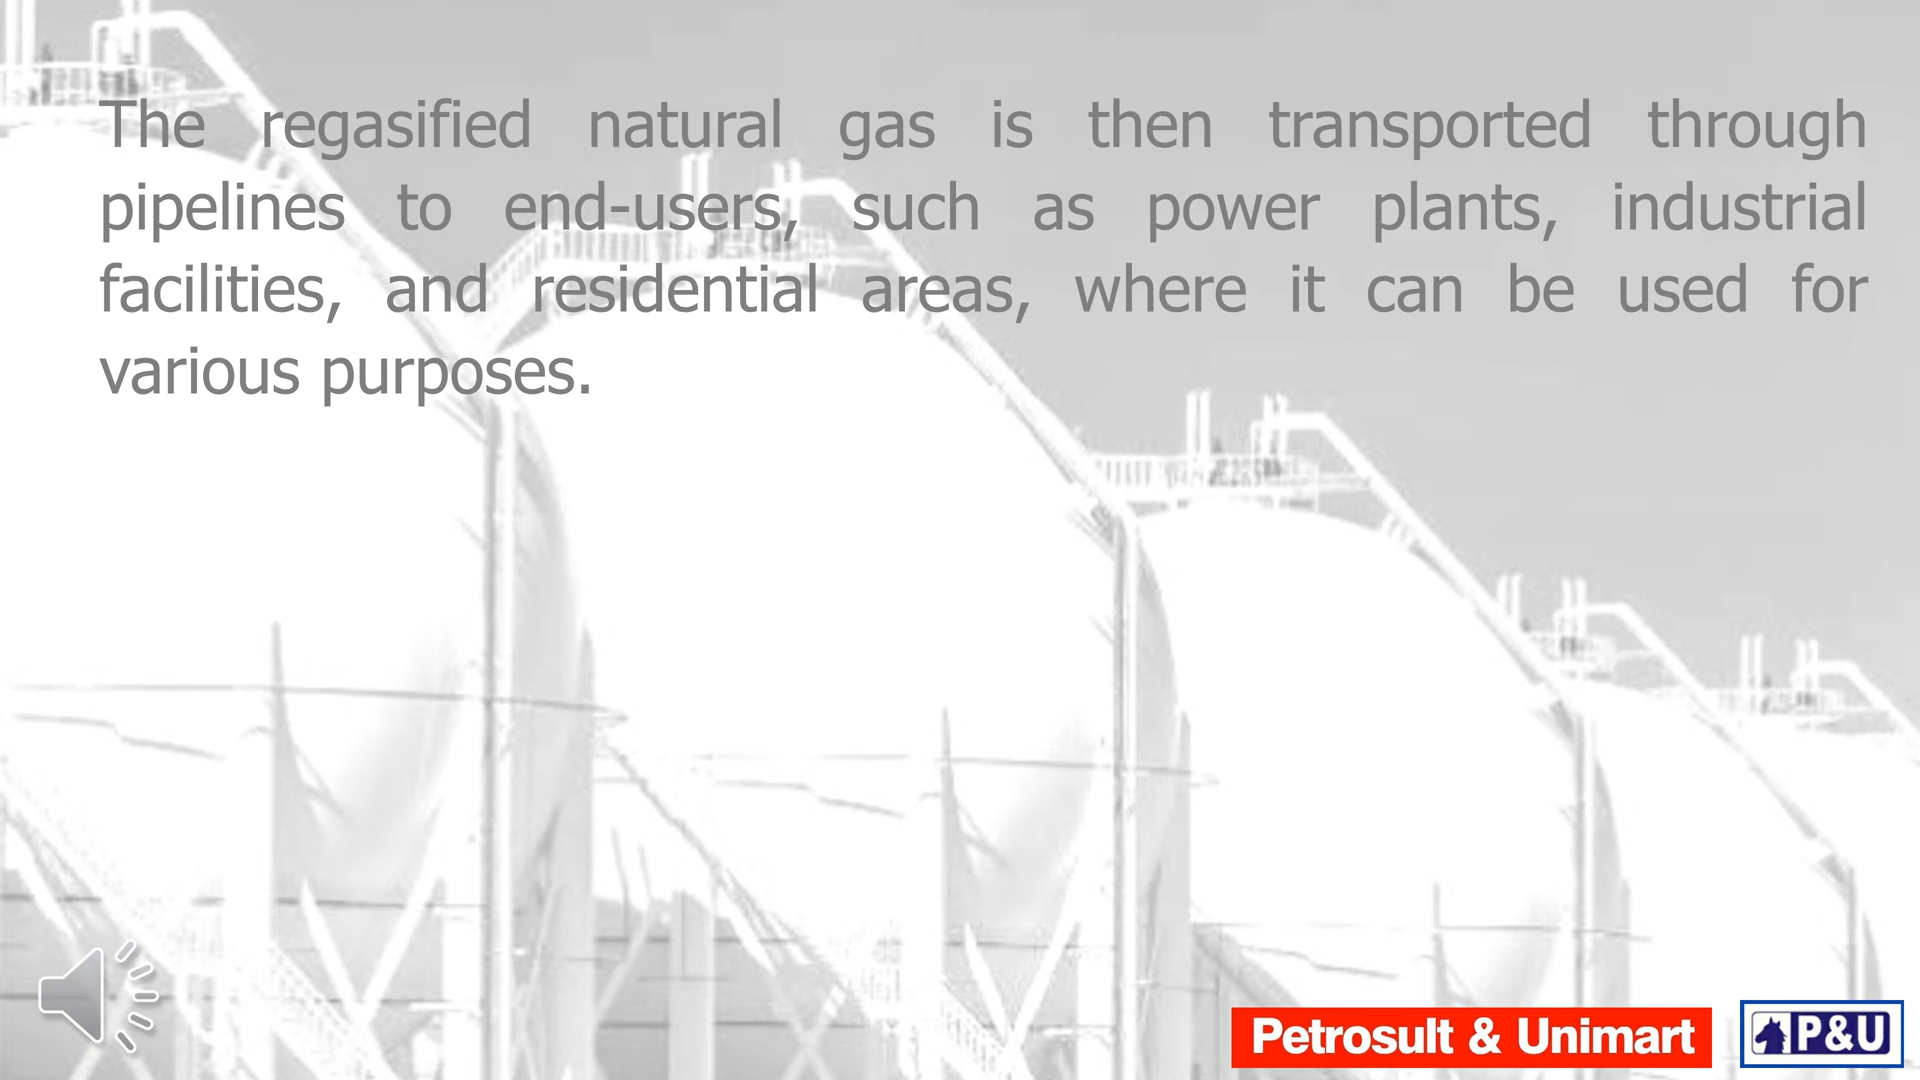 The regasified natural gas is then transported through
pipelines to end-users, such as power plants, industrial
facilities, and residential areas, where it can be used for
various purposes.
Petrosult & Unimart
P&U